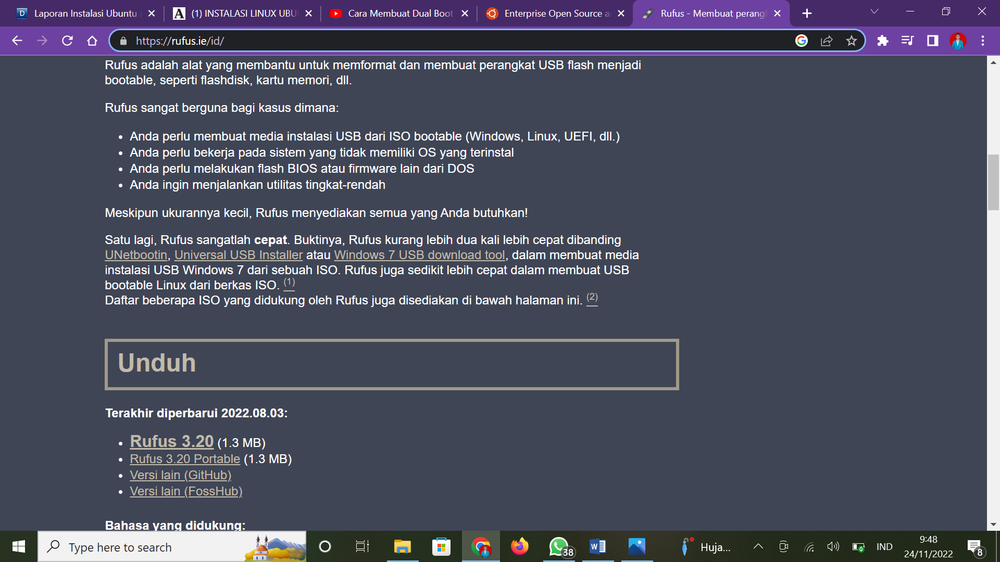 Laporan Instalasi Ubuntu
(1) INSTALASI LINUX UBU
Cara Membuat Dual Boot
Enterprise Open Source a
Rufus - Membuat perangk
https://rufus.ie/id/
Rufus adalah alat yang membantu untuk memformat dan membuat perangkat USB flash menjadi
bootable, seperti flashdisk, kartu memori, dll.
Rufus sangat berguna bagi kasus dimana:
• Anda perlu membuat media instalasi USB dari ISO bootable (Windows, Linux, UEFI, dll.)
• Anda perlu bekerja pada sistem yang tidak memiliki OS yang terinstal
• Anda perlu melakukan flash BIOS atau firmware lain dari DOS
• Anda ingin menjalankan utilitas tingkat-rendah
Meskipun ukurannya kecil, Rufus menyediakan semua yang Anda butuhkan!
Satu lagi, Rufus sangatlah cepat. Buktinya, Rufus kurang lebih dua kali lebih cepat dibanding
UNetbootin, Universal USB Installer atau Windows 7 USB download tool, dalam membuat media
instalasi USB Windows 7 dari sebuah ISO. Rufus juga sedikit lebih cepat dalam membuat USB
bootable Linux dari berkas ISO. (1)
Daftar beberapa ISO yang didukung oleh Rufus juga disediakan di bawah halaman ini. (2)
Unduh
Terakhir diperbarui 2022.08.03:
• Rufus 3.20 (1.3 MB)
• Rufus 3.20 Portable (1.3 MB)
• Versi lain (GitHub)
• Versi lain (FossHub)
Bahasa yang didukung:
Type here to search
38
Huja...
IND
9:48
24/11/2022
8